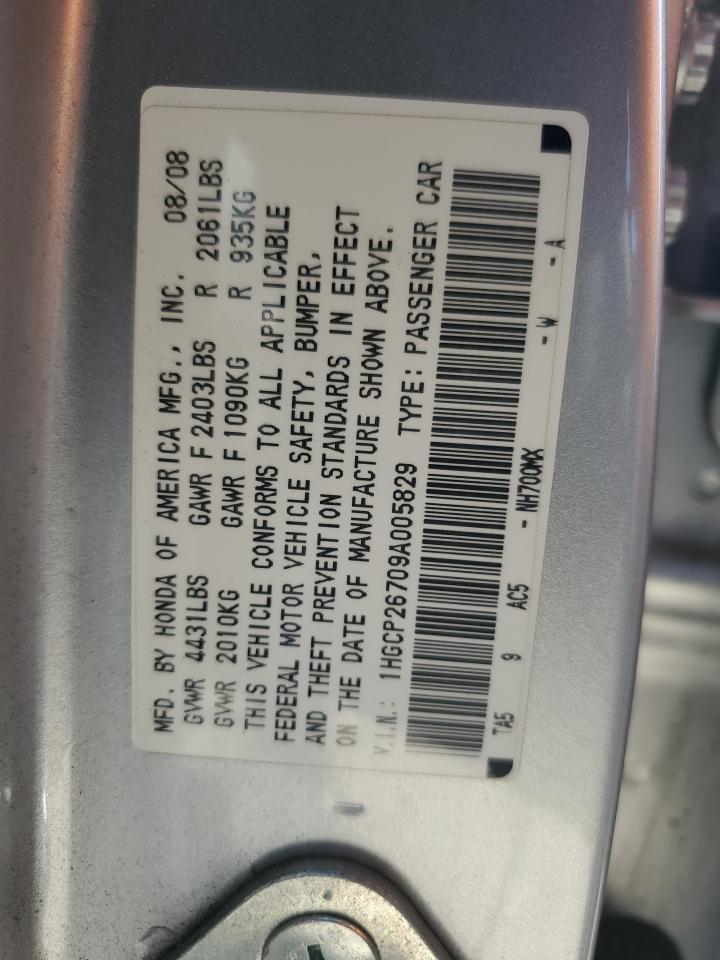 MFD. BY HONDA OF AMERICA MFG., INC. 08/08
GVWR 4431LBS GAWR F 2403LBS R 2061LBS
GVWR 2010KG GAWR F 1090KG R 935KG
THIS VEHICLE CONFORMS TO ALL APPLICABLE
FEDERAL MOTOR VEHICLE SAFETY, BUMPER,
AND THEFT PREVENTION STANDARDS IN EFFECT
ON THE DATE OF MANUFACTURE SHOWN ABOVE.
V.I.N.: 1HGCP26709A005829 TYPE: PASSENGER CAR
TA5 9 AC5 - NH700MX - W - A